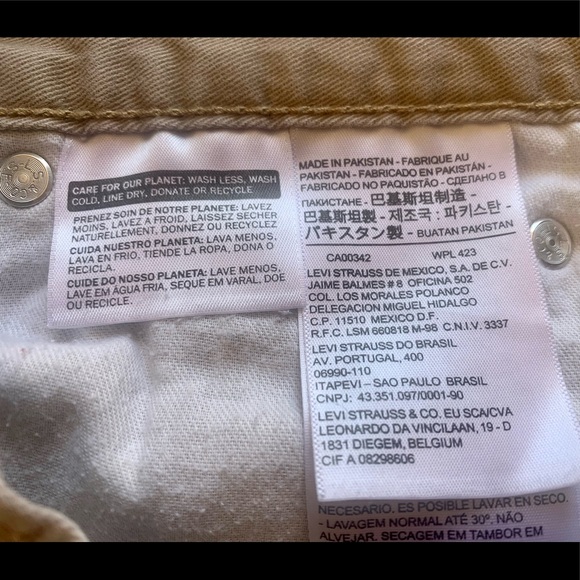 CARE FOR OUR PLANET: WASH LESS, WASH
COLD, LINE DRY, DONATE OR RECYCLE
PRENEZ SOIN DE NOTRE PLANETE: LAVEZ
MOINS, LAVEZ A FROID, LAISSEZ SECHER
NATURELLEMENT, DONNEZ OU RECYCLEZ
CUIDA NUESTRO PLANETA: LAVA MENOS,
LAVA EN FRIO, TIENDE LA ROPA, DONA O
RECICLA.
CUIDE DO NOSSO PLANETA: LAVE MENOS,
LAVE EM ÁGUA FRIA, SEQUE EM VARAL, DOE
OU RECICLE.
MADE IN PAKISTAN - FABRIQUE AU
PAKISTAN - FABRICADO EN PAKISTÁN -
FABRICADO NO PAQUISTÃO - СДЕЛАНО В
ПАКИСТАНЕ - 巴基斯坦制造 -
巴基斯坦製 - 제조국 : 파키스탄 -
パキスタン製 - BUATAN PAKISTAN
CA00342 WPL 423
LEVI STRAUSS DE MEXICO, S.A. DE C.V.
JAIME BALMES # 8 OFICINA 502
COL. LOS MORALES POLANCO
DELEGACION MIGUEL HIDALGO
C.P. 11510 MEXICO D.F.
R.F.C. LSM 660818 M-98 C.N.I.V. 3337
LEVI STRAUSS DO BRASIL
AV. PORTUGAL, 400
06990-110
ITAPEVI – SAO PAULO BRASIL
CNPJ: 43.351.097/0001-90
LEVI STRAUSS & CO. EU SCA/CVA
LEONARDO DA VINCILAAN, 19 - D
1831 DIEGEM, BELGIUM
CIF A 08298606
NECESARIO. ES POSIBLE LAVAR EN SECO.
- LAVAGEM NORMAL ATÉ 30º. NÃO
ALVEJAR. SECAGEM EM TAMBOR EM